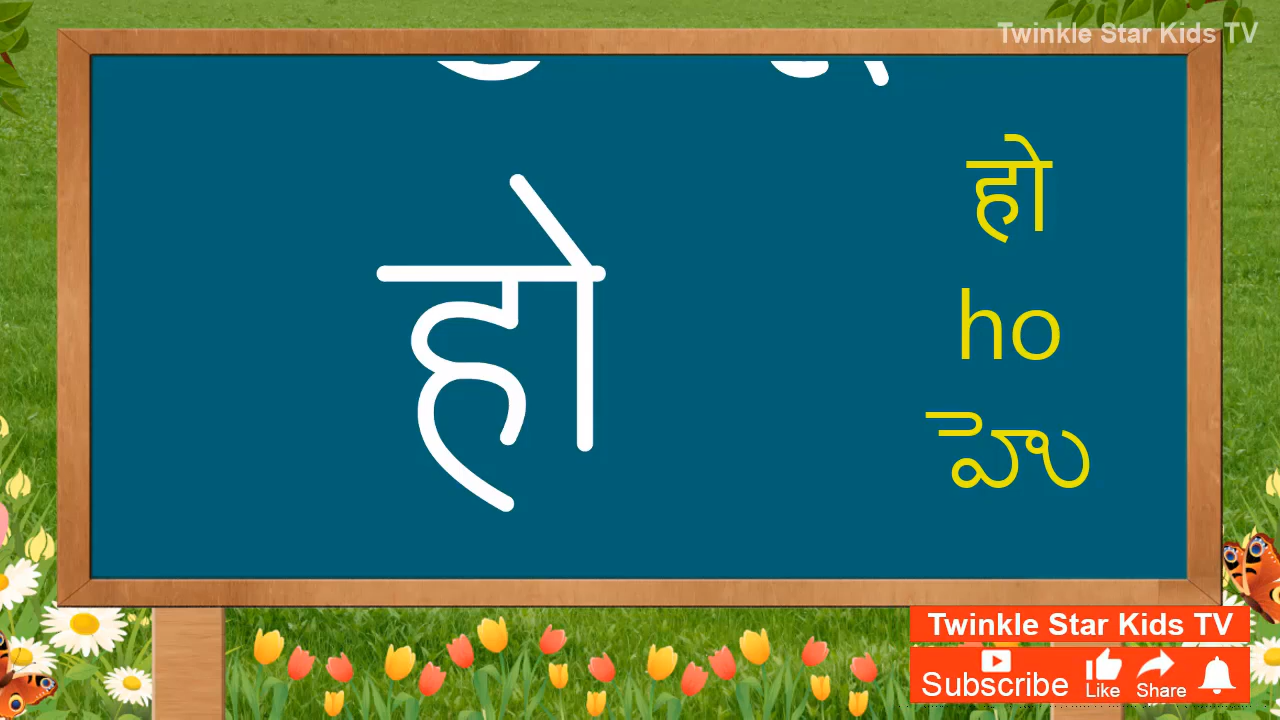 Twinkle Star Kids TV
हो
हो
ho
హొ
Twinkle Star Kids TV
Subscribe
Like
Share